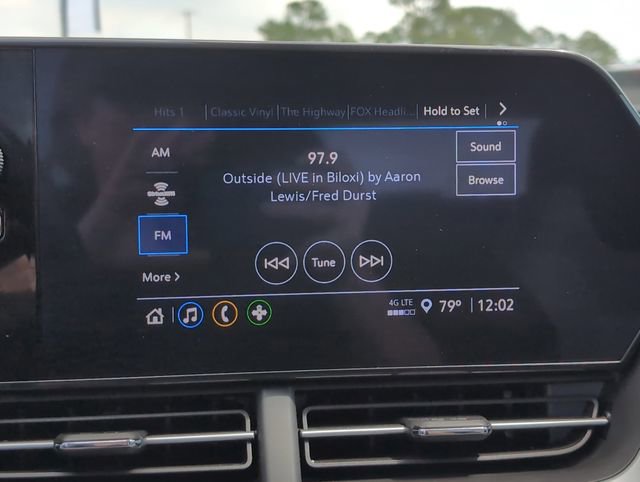 Hits 1 Classic Vinyl The Highway FOX Headli... Hold to Set
AM
97.9
Sound
Outside (LIVE in Biloxi) by Aaron
Lewis/Fred Durst
Browse
FM
Tune
More
4G LTE 79° 12:02